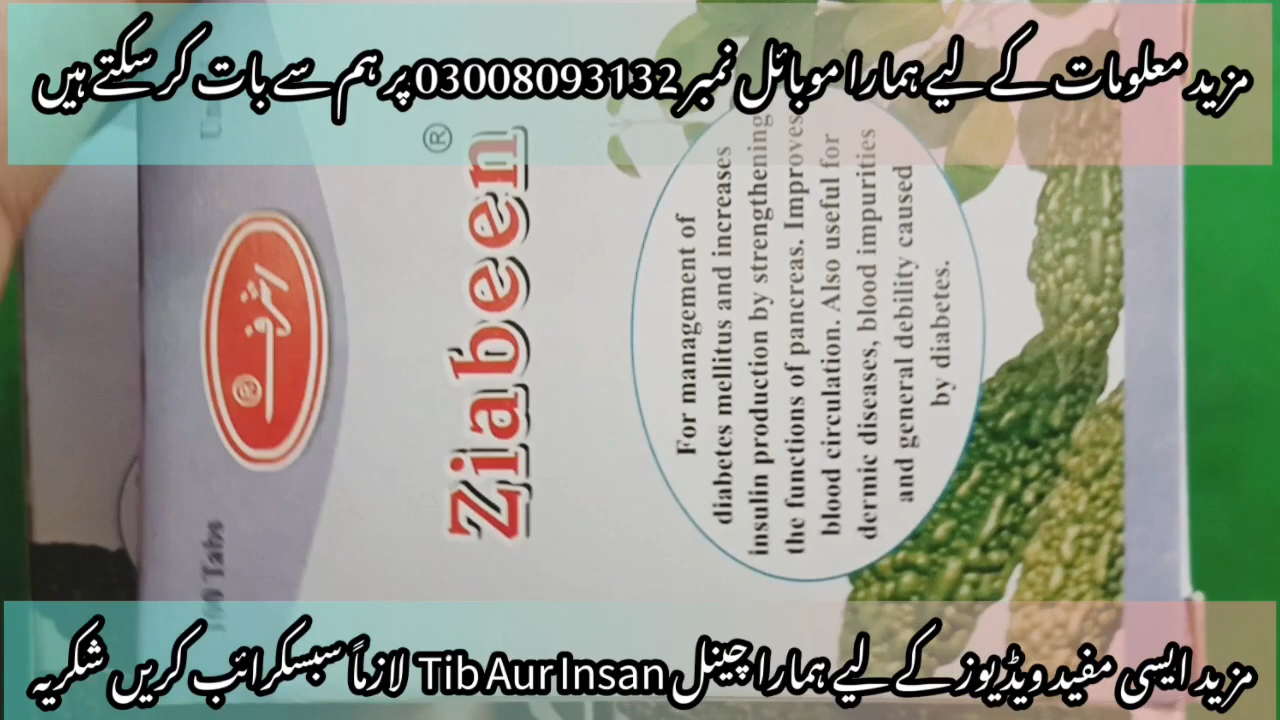 مزید معلومات کے لیے ہمارا موبائل نمبر 03008093132 پر ہم سے بات کر سکتے ہیں
اشرف
®
Ziabeen®
100 Tabs
For management of
diabetes mellitus and increases
insulin production by strengthening
the functions of pancreas. Improves
blood circulation. Also useful for
dermic diseases, blood impurities
and general debility caused
by diabetes.
مزید ایسی مفید ویڈیوز کے لیے ہمارا چینل Tib Aur Insan لازماً سبسکرائب کریں شکریہ